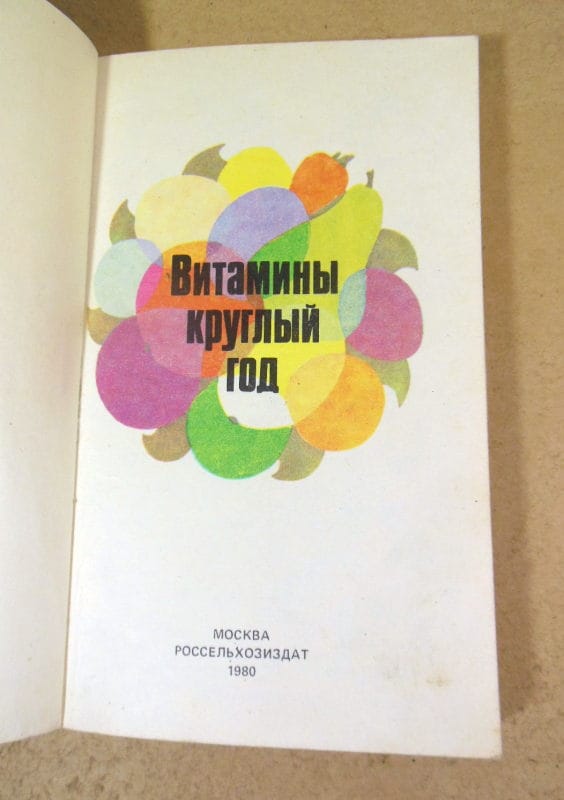 Витамины
круглый
год
МОСКВА
РОССЕЛЬХОЗИЗДАТ
1980